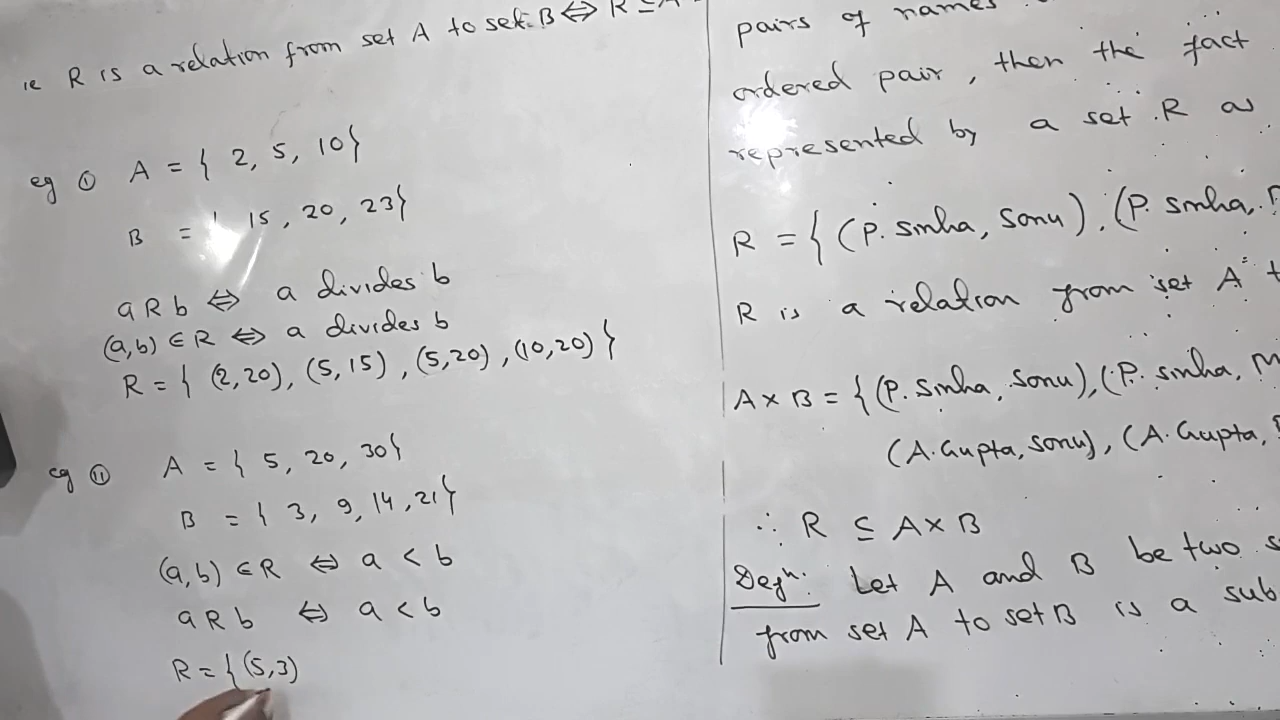 ie R is a relation from set A to set B ⇔ R ⊆ A
eg ① A = { 2, 5, 10}
B = { 15, 20, 23}
a R b ⇔ a divides b
(a,b) ∈ R ⇔ a divides b
R = { (2,20), (5,15), (5,20), (10,20) }
eg ⑪ A = { 5, 20, 30}
B = { 3, 9, 14, 21}
(a,b) ∈ R ⇔ a < b
a R b ⇔ a < b
R = { (5,3)
pairs of names
ordered pair, then the fact
represented by a set R as
R = { (P. Sinha, Sonu), (P. Sinha,
R is a relation from set A
A × B = { (P. Sinha, Sonu), (P. Sinha, M
(A. Gupta, Sonu), (A. Gupta,
∴ R ⊆ A × B
Defn. Let A and B be two s
from set A to set B is a sub